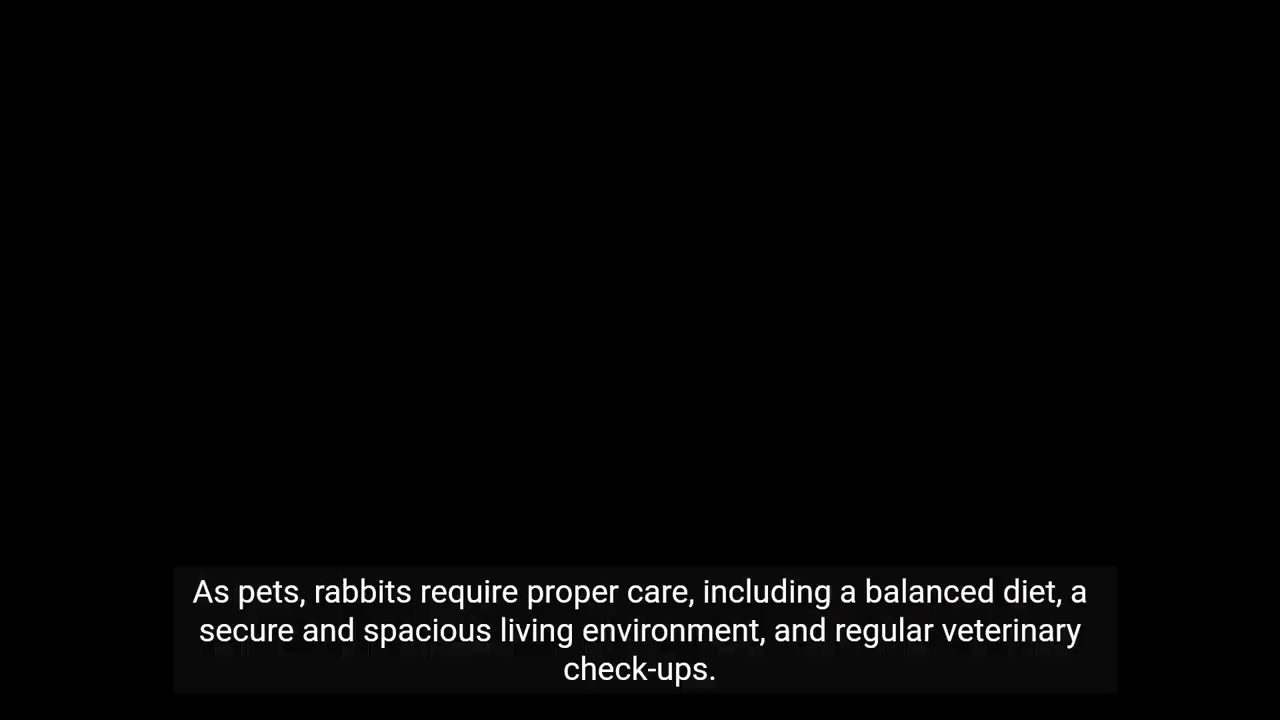 As pets, rabbits require proper care, including a balanced diet, a
secure and spacious living environment, and regular veterinary
check-ups.